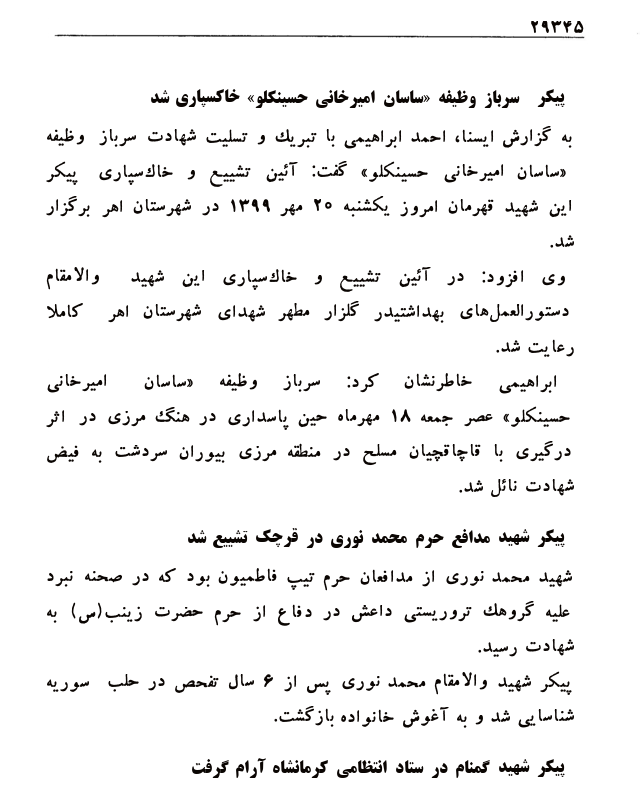 ۲۹۳۴۵
پیکر سرباز وظیفه «ساسان امیرخانی حسینکلو» خاکسپاری شد
به گزارش ایسنا، احمد ابراهیمی با تبریك و تسلیت شهادت سرباز وظیفه
«ساسان امیرخانی حسینکلو» گفت: آئین تشییع و خاك‌سپاری پیکر
این شهید قهرمان امروز یکشنبه ۲۰ مهر ۱۳۹۹ در شهرستان اهر برگزار
شد.
وی افزود: در آئین تشییع و خاك‌سپاری این شهید والامقام
دستورالعمل‌های بهداشتیدر گلزار مطهر شهدای شهرستان اهر کاملا
رعایت شد.
ابراهیمی خاطرنشان کرد: سرباز وظیفه «ساسان امیرخانی
حسینکلو» عصر جمعه ۱۸ مهرماه حین پاسداری در هنگ مرزی در اثر
درگیری با قاچاقچیان مسلح در منطقه مرزی بیوران سردشت به فیض
شهادت نائل شد.
پیکر شهید مدافع حرم محمد نوری در قرچک تشییع شد
شهید محمد نوری از مدافعان حرم تیپ فاطمیون بود که در صحنه نبرد
علیه گروهك تروریستی داعش در دفاع از حرم حضرت زینب(س) به
شهادت رسید.
پیکر شهید والامقام محمد نوری پس از ۶ سال تفحص در حلب سوریه
شناسایی شد و به آغوش خانواده بازگشت.
پیکر شهید گمنام در ستاد انتظامی کرمانشاه آرام گرفت